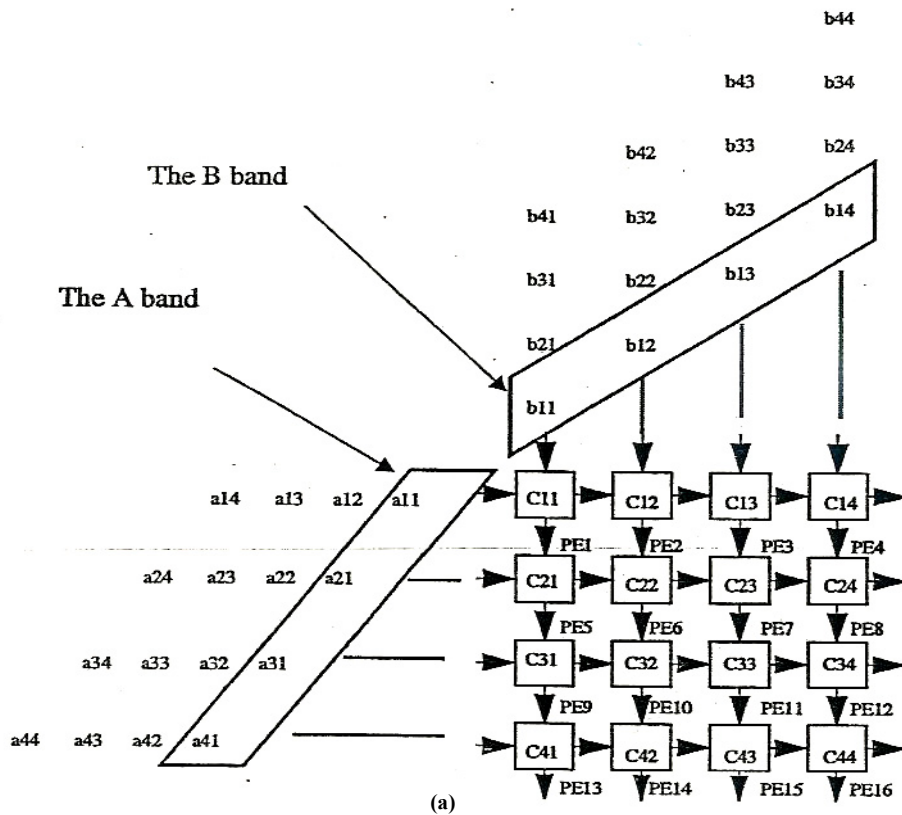 b44
b43 b34
b42 b33 b24
The B band
b41 b32 b23 b14
b31 b22 b13
The A band
b21 b12
b11
a14 a13 a12 a11 C11 C12 C13 C14
PE1 PE2 PE3 PE4
a24 a23 a22 a21 C21 C22 C23 C24
PE5 PE6 PE7 PE8
a34 a33 a32 a31 C31 C32 C33 C34
PE9 PE10 PE11 PE12
a44 a43 a42 a41 C41 C42 C43 C44
PE13 PE14 PE15 PE16
(a)